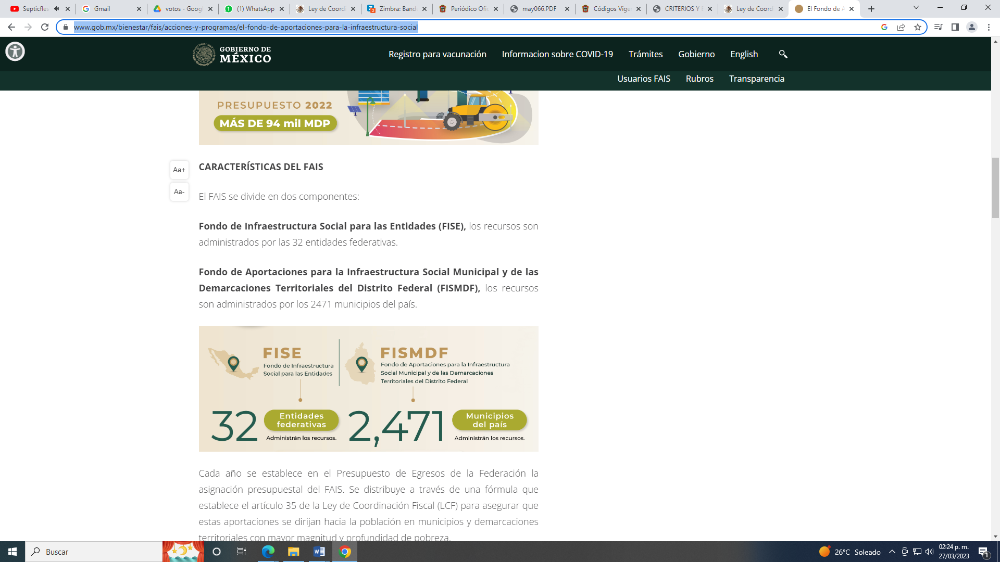 Septicfles
Gmail
votos - Googl
(1) WhatsApp
Ley de Coord
Zimbra: Band
Periódico Ofic
may066.PDF
Códigos Vige
CRITERIOS Y
Ley de Coord
El Fondo de A
www.gob.mx/bienestar/fais/acciones-y-programas/el-fondo-de-aportaciones-para-la-infraestructura-social
GOBIERNO DE
MÉXICO
Registro para vacunación
Informacion sobre COVID-19
Trámites
Gobierno
English
Usuarios FAIS
Rubros
Transparencia
PRESUPUESTO 2022
MÁS DE 94 mil MDP
Aa+
Aa-
CARACTERÍSTICAS DEL FAIS
El FAIS se divide en dos componentes:
Fondo de Infraestructura Social para las Entidades (FISE), los recursos son
administrados por las 32 entidades federativas.
Fondo de Aportaciones para la Infraestructura Social Municipal y de las
Demarcaciones Territoriales del Distrito Federal (FISMDF), los recursos
son administrados por los 2471 municipios del país.
FISE
Fondo de Infraestructura
Social para las Entidades
32
Entidades
federativas
Administrán los recursos.
FISMDF
Fondo de Aportaciones para la Infraestructura
Social Municipal y de las Demarcaciones
Territoriales del Distrito Federal
2,471
Municipios
del país
Administrán los recursos.
Cada año se establece en el Presupuesto de Egresos de la Federación la
asignación presupuestal del FAIS. Se distribuye a través de una fórmula que
establece el artículo 35 de la Ley de Coordinación Fiscal (LCF) para asegurar que
estas aportaciones se dirijan hacia la población en municipios y demarcaciones
territoriales con mayor magnitud y profundidad de pobreza.
Buscar
26°C Soleado
02:24 p. m.
27/03/2023
1